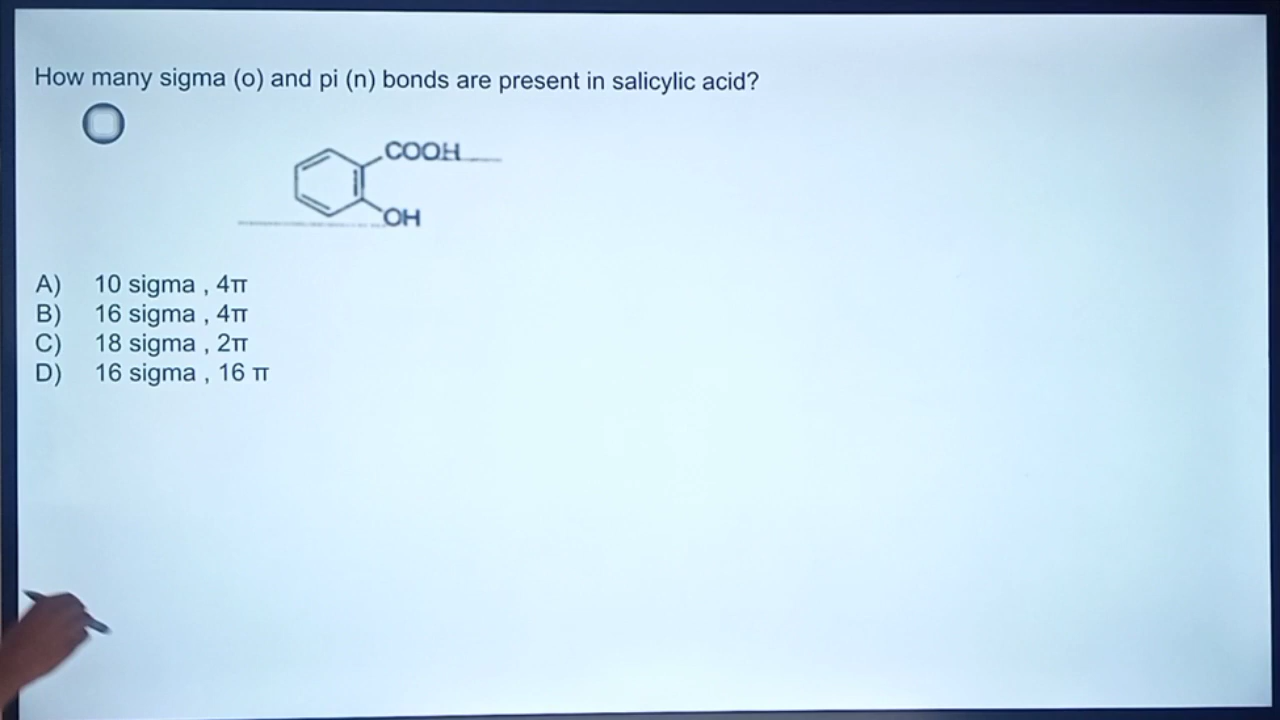 How many sigma (o) and pi (n) bonds are present in salicylic acid?
COOH
OH
A) 10 sigma , 4π
B) 16 sigma , 4π
C) 18 sigma , 2π
D) 16 sigma , 16 π